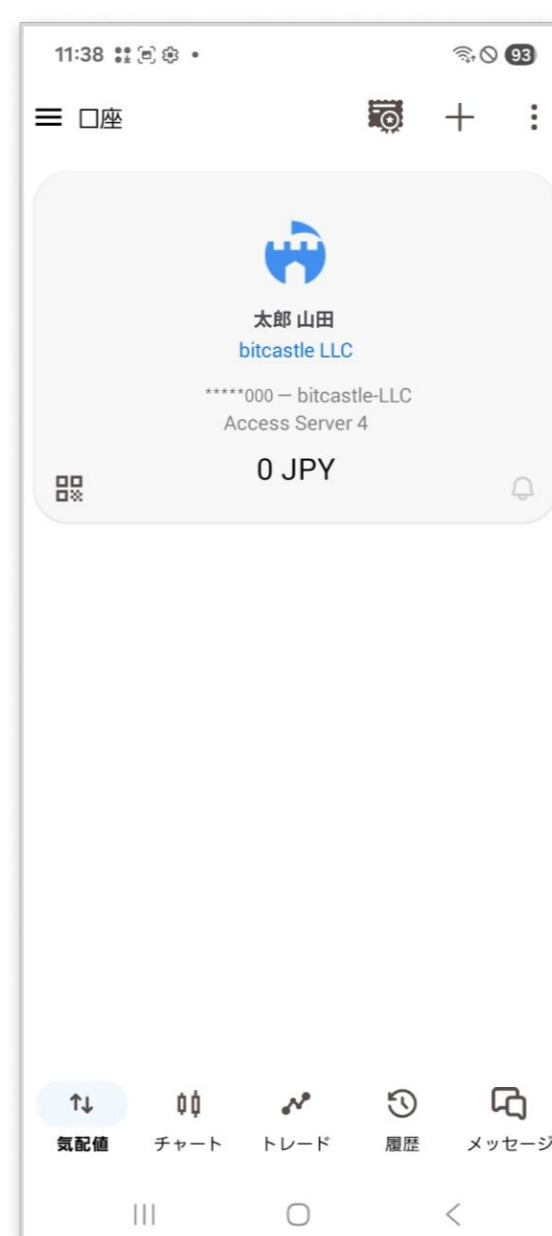 11:38
93
口座
太郎 山田
bitcastle LLC
*****000 — bitcastle-LLC
Access Server 4
0 JPY
気配値 チャート トレード 履歴 メッセージ